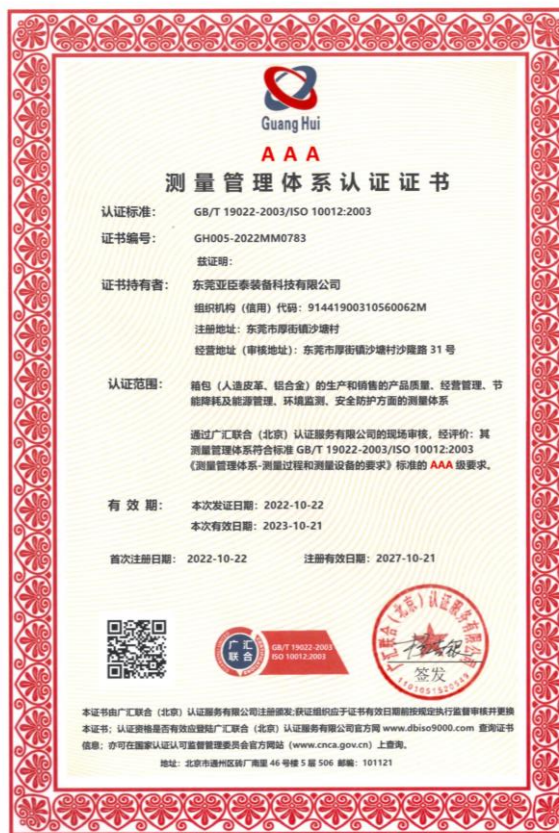 Guang Hui
AAA
测量管理体系认证证书
认证标准： GB/T 19022-2003/ISO 10012:2003
证书编号： GH005-2022MM0783
兹证明：
证书持有者： 东莞亚臣泰装备科技有限公司
组织机构（信用）代码：91441900310560062M
注册地址：东莞市厚街镇沙塘村
经营地址（审核地址）：东莞市厚街镇沙塘村沙隆路 31 号
认证范围： 箱包（人造皮革、铝合金）的生产和销售的产品质量、经营管理、节
能降耗及能源管理、环境监测、安全防护方面的测量体系
通过广汇联合（北京）认证服务有限公司的现场审核，经评价：其
测量管理体系符合标准 GB/T 19022-2003/ISO 10012:2003
《测量管理体系-测量过程和测量设备的要求》标准的 AAA 级要求。
有 效 期： 本次发证日期：2022-10-22
本次有效日期：2023-10-21
首次注册日期： 2022-10-22 注册有效日期：2027-10-21
广汇
联合
GB/T 19022-2003
ISO 10012:2003
广汇联合（北京）认证服务有限公司
签发
1101651520549
本证书由广汇联合（北京）认证服务有限公司注册颁发;获证组织应于证书有效日期前按规定执行监督审核并更换
本证书；认证资格是否有效应登陆广汇联合（北京）认证服务有限公司官方网 www.dbiso9000.com 查询证书
信息；亦可在国家认证认可监督管理委员会官方网站（www.cnca.gov.cn）上查询。
地址：北京市通州区砖厂南里 46 号楼 5 层 506 邮编：101121